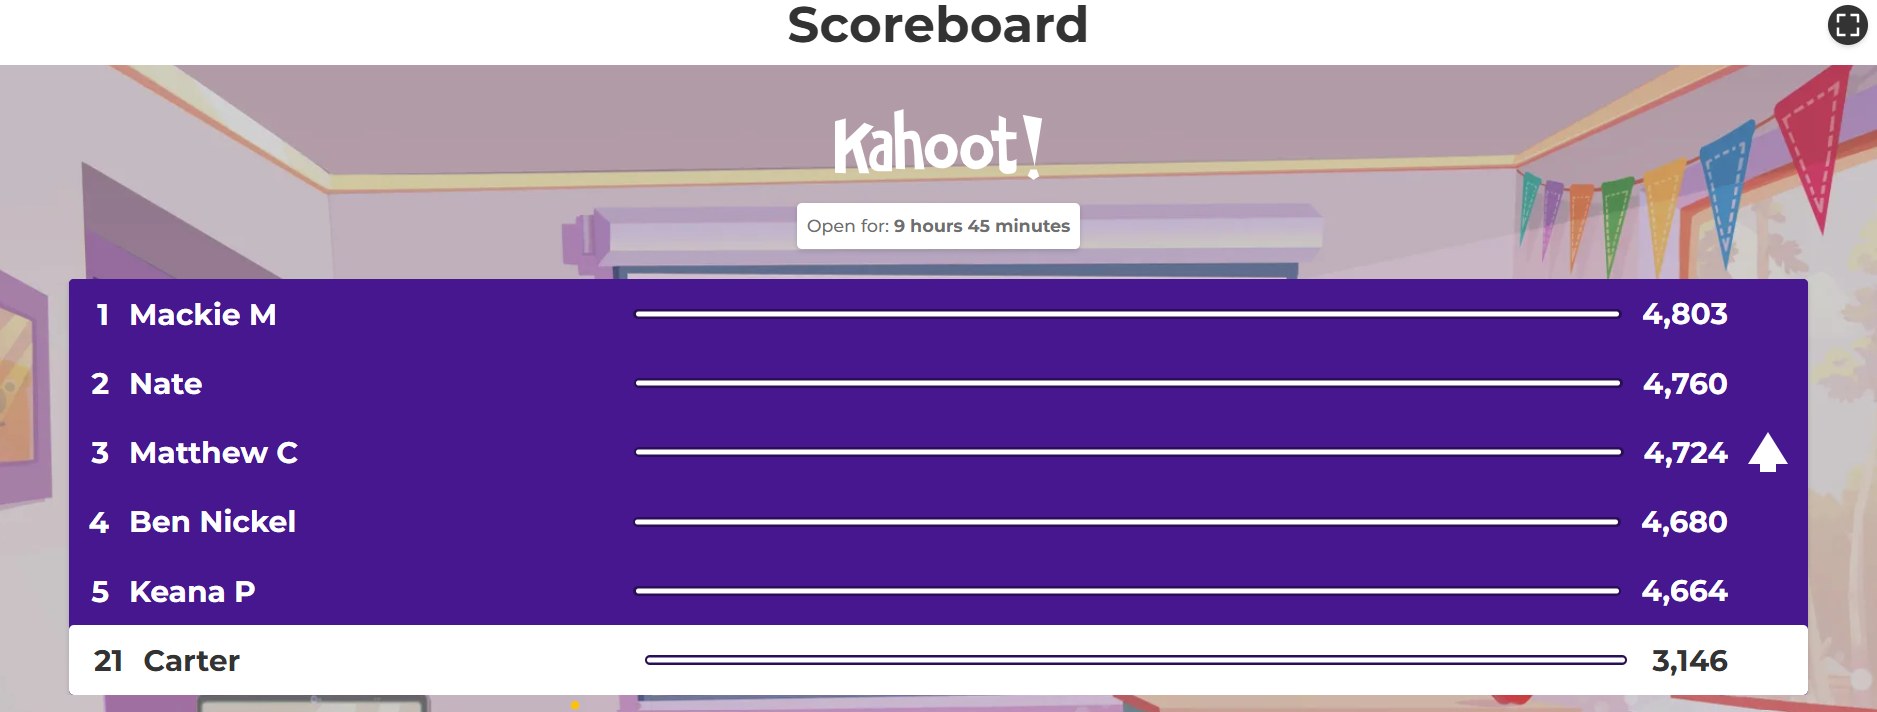 Scoreboard
Kahoot!
Open for: 9 hours 45 minutes
1 Mackie M 4,803
2 Nate 4,760
3 Matthew C 4,724
4 Ben Nickel 4,680
5 Keana P 4,664
21 Carter 3,146